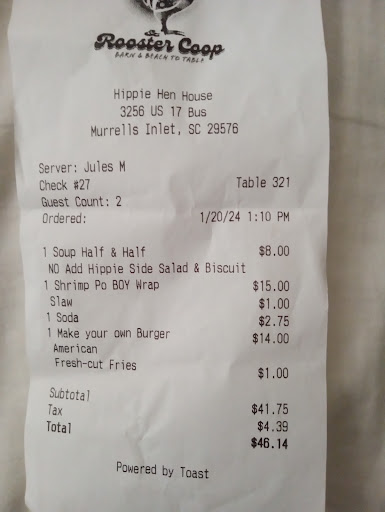 the
Rooster Coop
BARN & BEACH TO TABLE
Hippie Hen House
3256 US 17 Bus
Murrells Inlet, SC 29576
Server: Jules M
Check #27 Table 321
Guest Count: 2
Ordered: 1/20/24 1:10 PM
1 Soup Half & Half $8.00
NO Add Hippie Side Salad & Biscuit
1 Shrimp Po BOY Wrap $15.00
Slaw $1.00
1 Soda $2.75
1 Make your own Burger $14.00
American
Fresh-cut Fries $1.00
Subtotal $41.75
Tax $4.39
Total $46.14
Powered by Toast